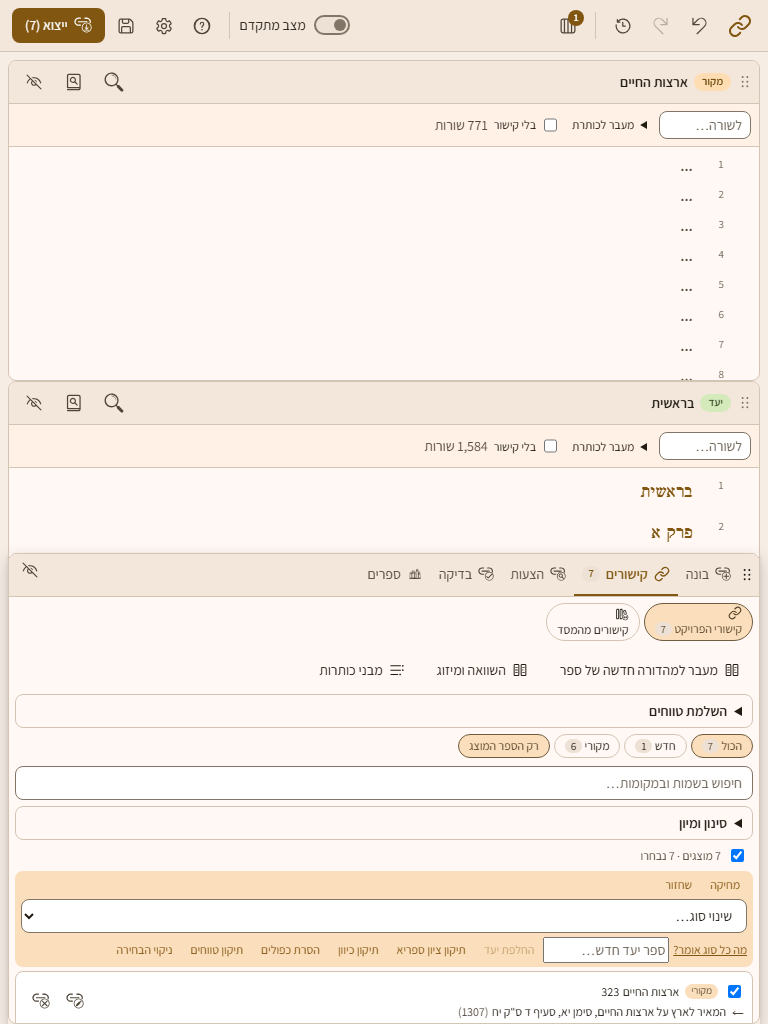 1
מצב מתקדם
ייצוא (7)
מקור ארצות החיים
לשורה… מעבר לכותרת בלי קישור 771 שורות
1 ...
2 ...
3 ...
4 ...
5 ...
6 ...
7 ...
8 ...
יעד בראשית
לשורה… מעבר לכותרת בלי קישור 1,584 שורות
1 בראשית
2 פרק א
בונה קישורים 7 הצעות בדיקה ספרים
קישורי הפרויקט 7 קישורים מהמסד
מעבר למהדורה חדשה של ספר השוואה ומיזוג מבני כותרות
השלמת טווחים
הכול 7 חדש 1 מקורי 6 רק הספר המוצג
חיפוש בשמות ובמקומות…
סינון ומיון
7 מוצגים · 7 נבחרו
מחיקה שחזור
שינוי סוג…
מה כל סוג אומר? ספר יעד חדש… החלפת יעד תיקון ציון ספריא תיקון כיוון הסרת כפולים תיקון טווחים ניקוי הבחירה
מקורי ארצות החיים 323
← המאיר לארץ על ארצות החיים, סימן יא, סעיף ד ס"ק יח (1307)